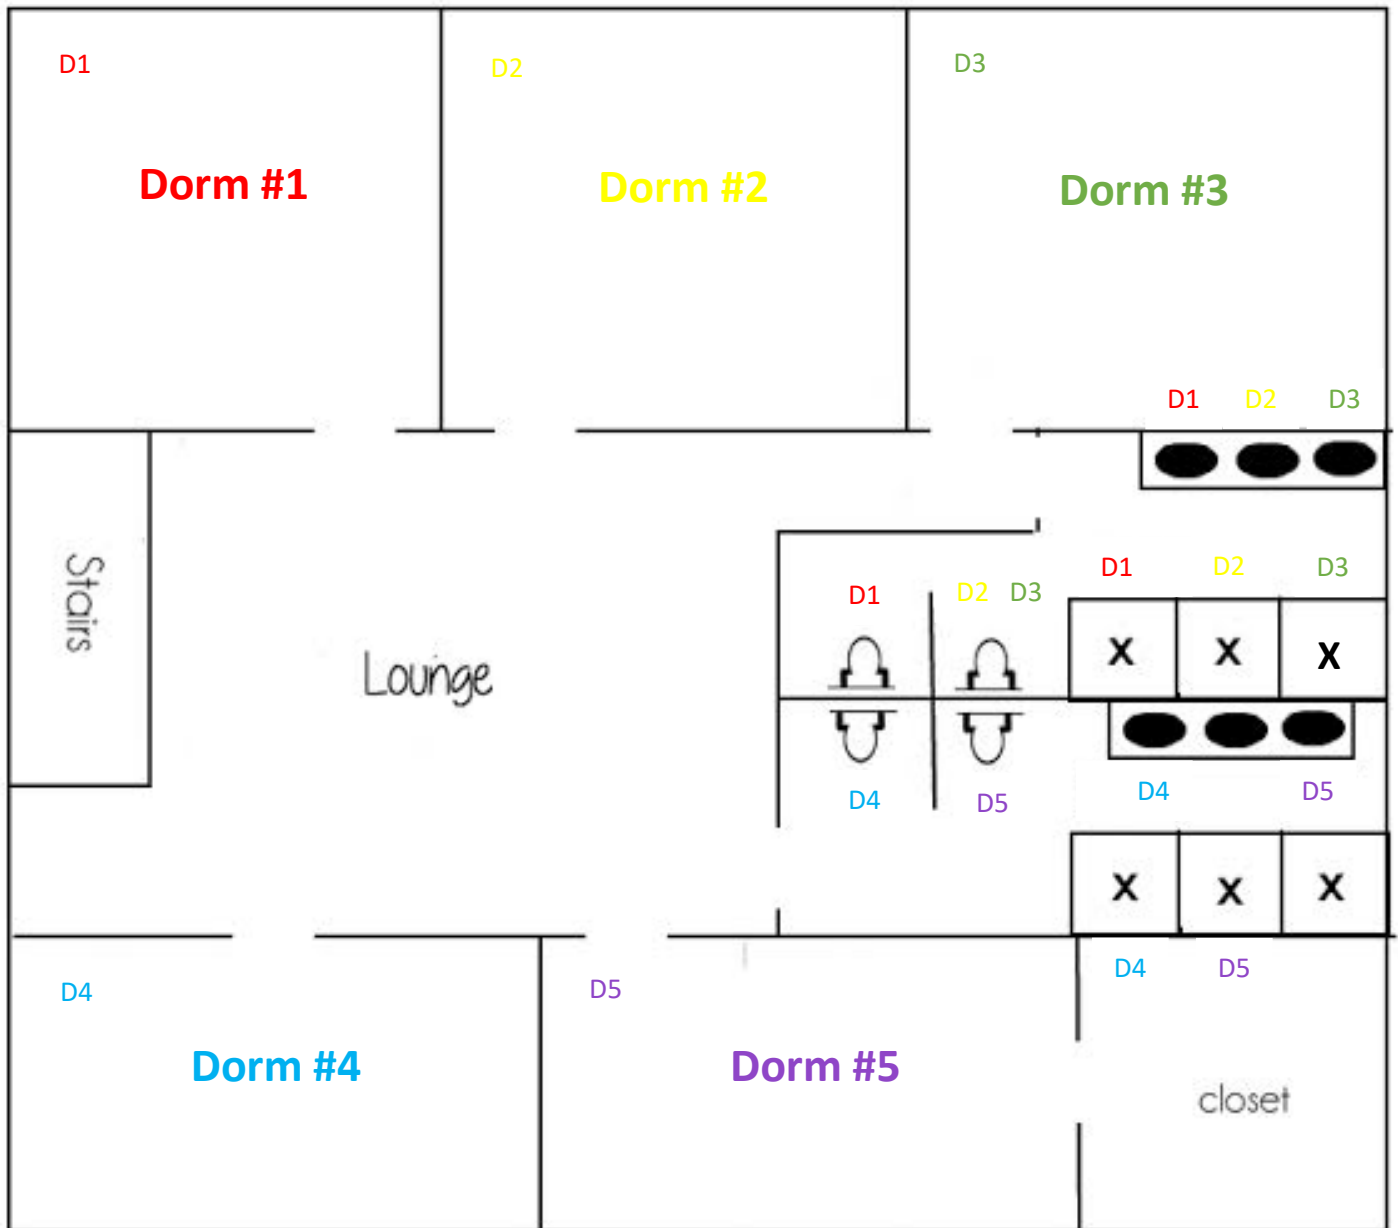 D1
D2
D3
Dorm #1
Dorm #2
Dorm #3
D1 D2 D3
Stairs
Lounge
D1
D2 D3
D1
D2
D3
X
X
X
D4
D5
D4
D5
X
X
X
D4
D5
D4
D5
Dorm #4
Dorm #5
closet